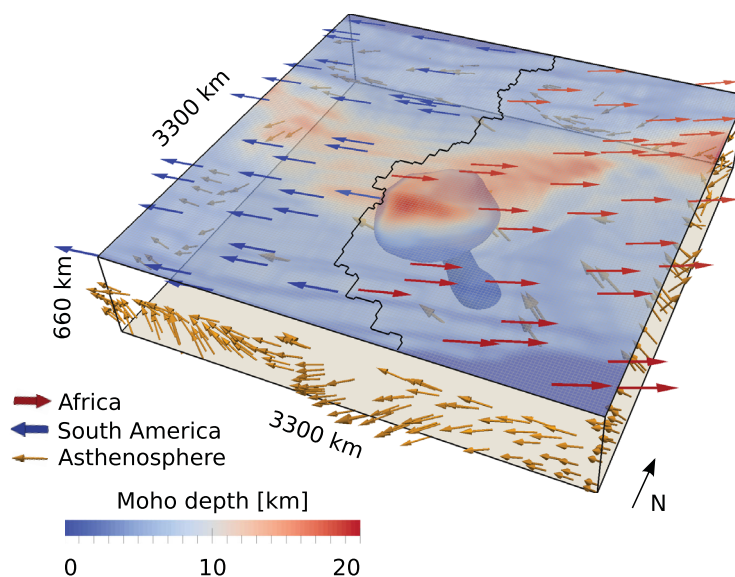 3300 km
660 km
Africa
South America
Asthenosphere
3300 km
N
Moho depth [km]
0 10 20